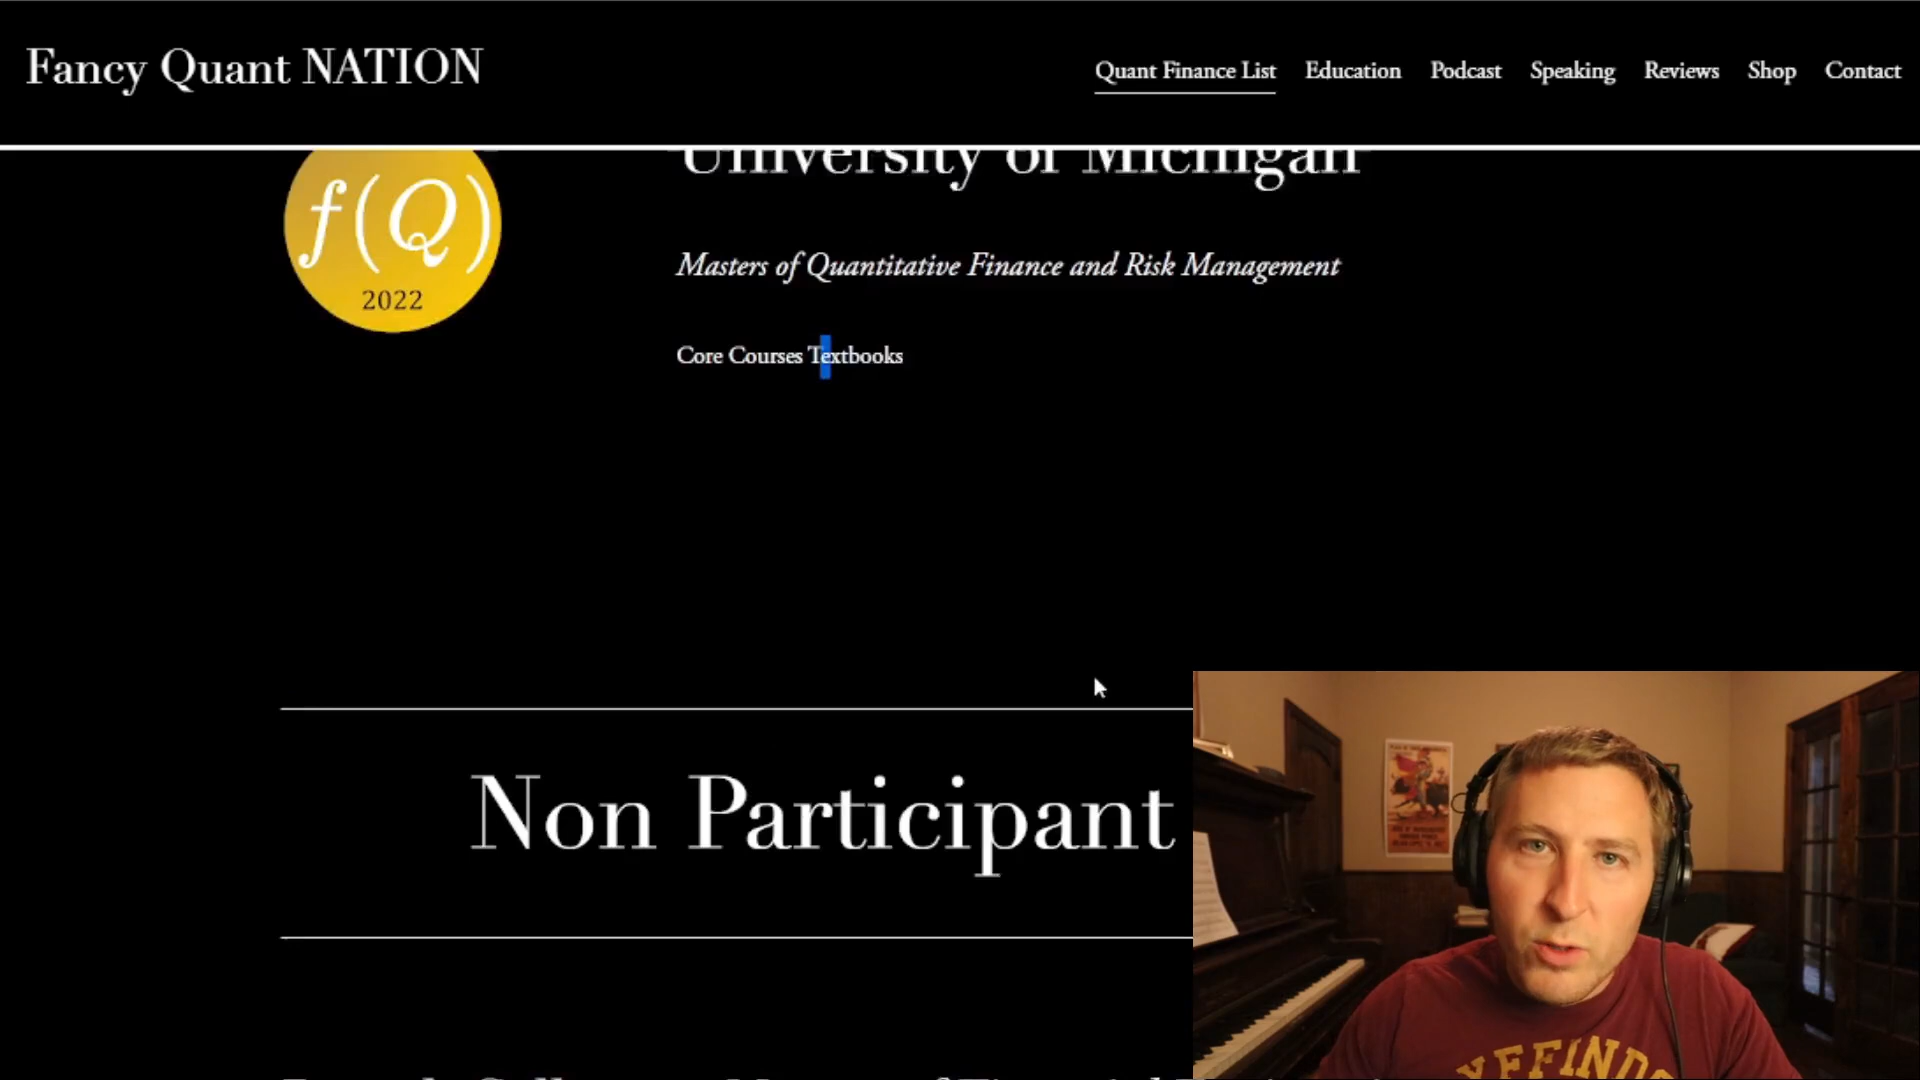 Fancy Quant NATION
Quant Finance List Education Podcast Speaking Reviews Shop Contact
University of Michigan
f(Q)
2022
Masters of Quantitative Finance and Risk Management
Core Courses Textbooks
Non Participant